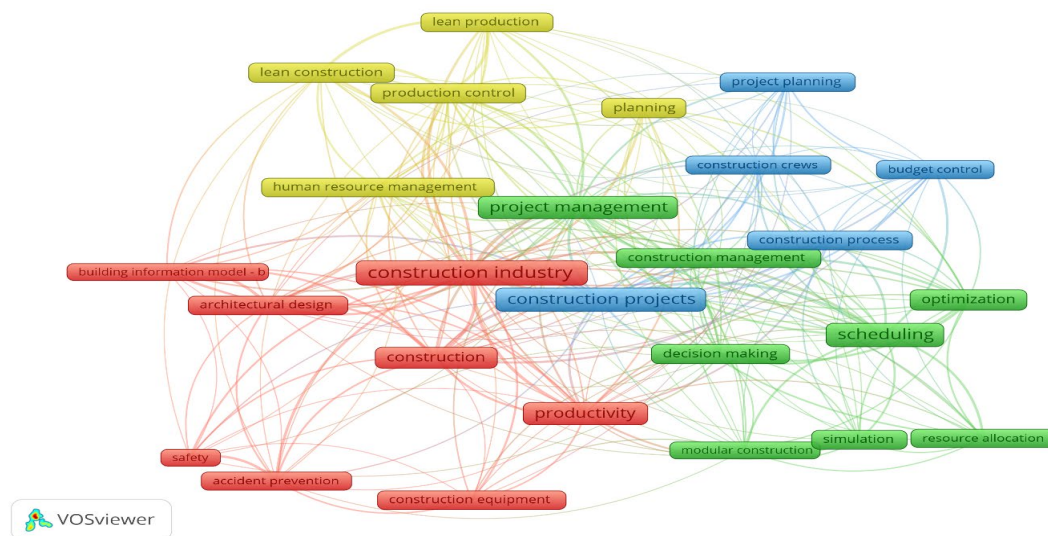 lean production
lean construction
project planning
production control
planning
construction crews
budget control
human resource management
project management
construction process
construction management
building information model - b
construction industry
construction projects
optimization
architectural design
scheduling
construction
decision making
productivity
simulation
resource allocation
modular construction
safety
accident prevention
construction equipment
VOSviewer